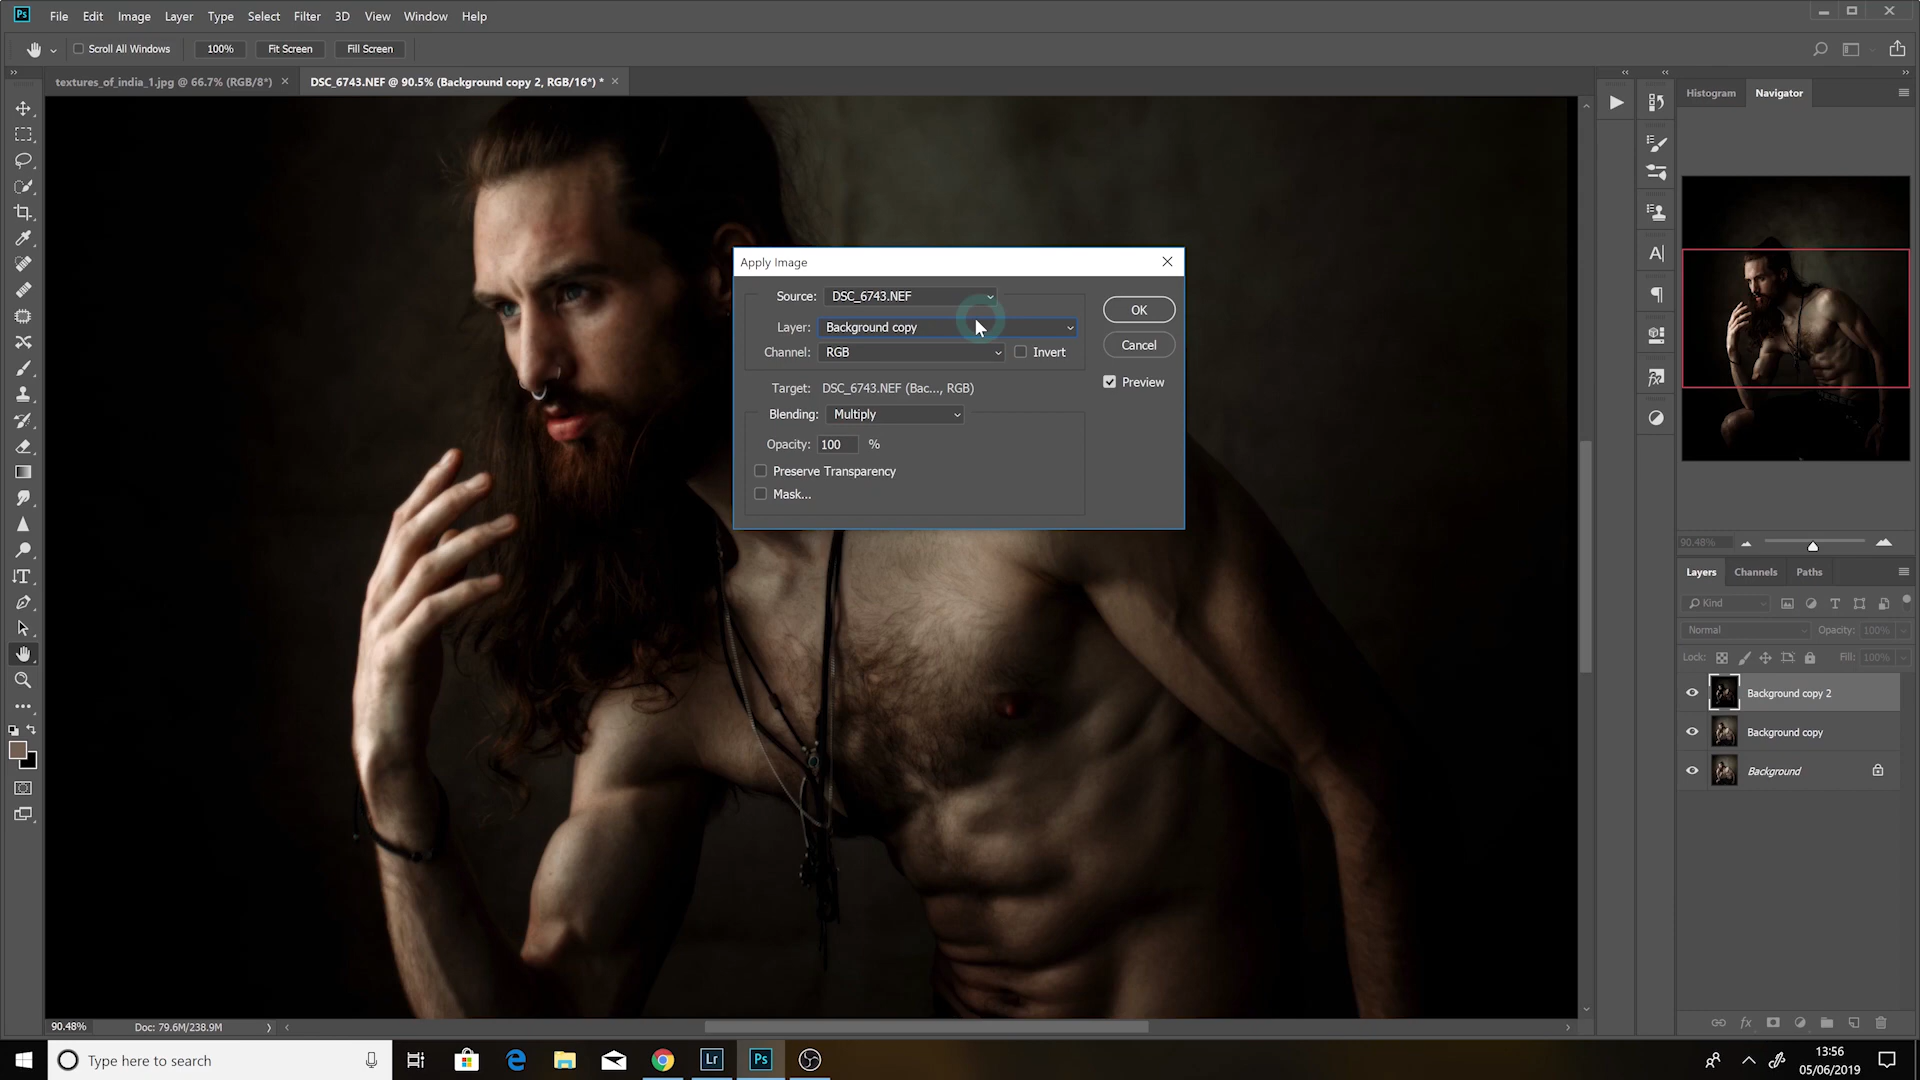 Ps File Edit Image Layer Type Select Filter 3D View Window Help
Scroll All Windows 100% Fit Screen Fill Screen
textures_of_india_1.jpg @ 66.7% (RGB/8*) DSC_6743.NEF @ 90.5% (Background copy 2, RGB/16*) *
Histogram Navigator
Apply Image
Source: DSC_6743.NEF
Layer: Background copy
Channel: RGB Invert
Target: DSC_6743.NEF (Bac..., RGB)
Blending: Multiply
Opacity: 100 %
Preserve Transparency
Mask...
OK
Cancel
Preview
90.48%
Layers Channels Paths
Kind
Normal Opacity: 100%
Lock: Fill: 100%
Background copy 2
Background copy
Background
fx
90.48% Doc: 79.6M/238.9M
Type here to search
Lr Ps
13:56
05/06/2019